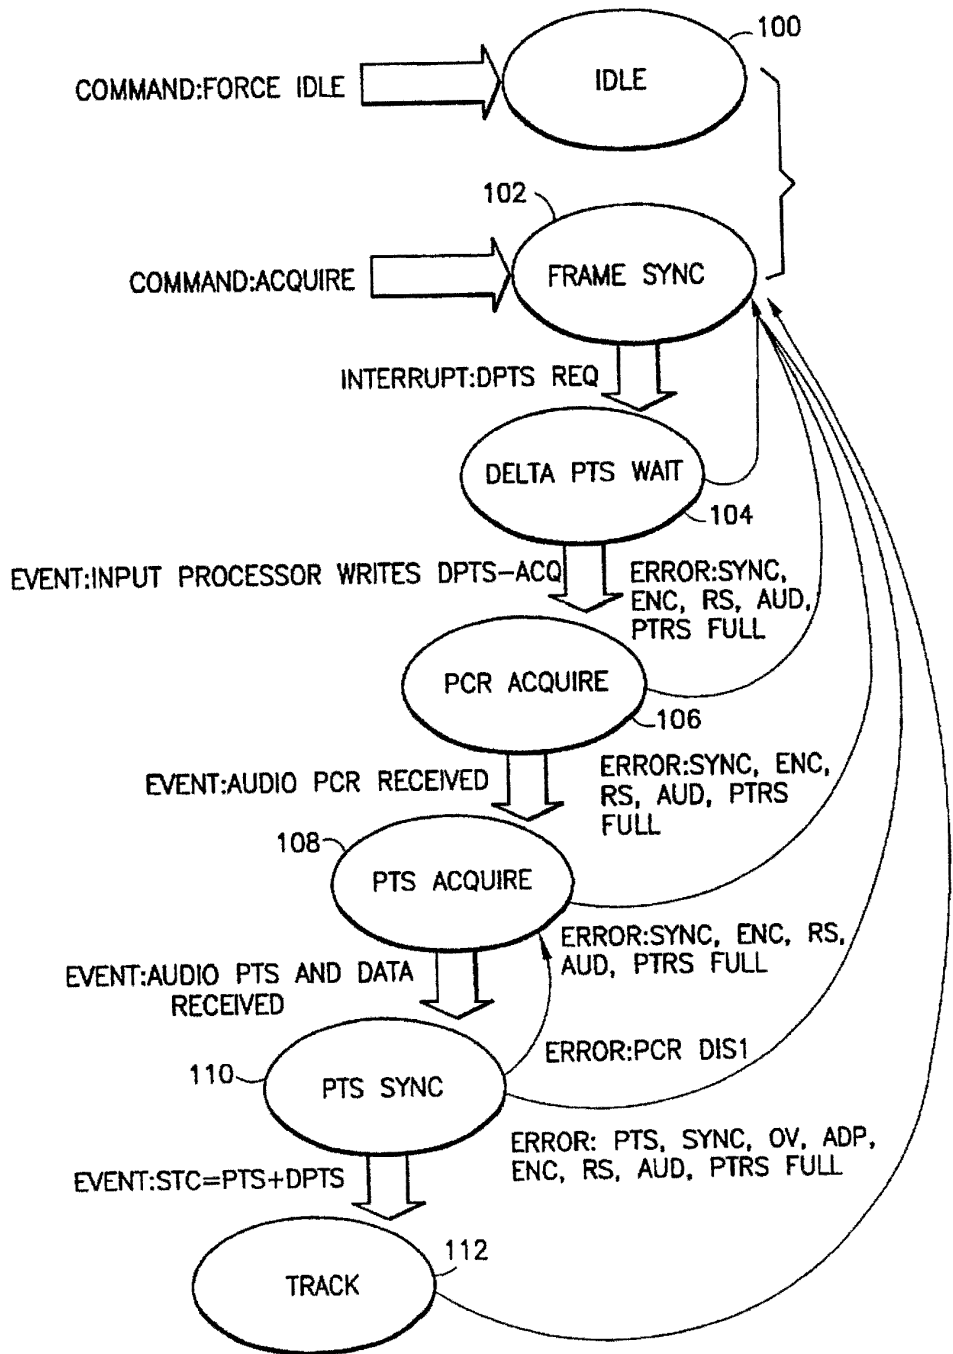 100
COMMAND:FORCE IDLE
IDLE
102
COMMAND:ACQUIRE
FRAME SYNC
INTERRUPT:DPTS REQ
DELTA PTS WAIT
104
EVENT:INPUT PROCESSOR WRITES DPTS-ACQ
ERROR:SYNC,
ENC, RS, AUD,
PTRS FULL
PCR ACQUIRE
106
EVENT:AUDIO PCR RECEIVED
ERROR:SYNC, ENC,
RS, AUD, PTRS
FULL
108
PTS ACQUIRE
ERROR:SYNC, ENC, RS,
AUD, PTRS FULL
EVENT:AUDIO PTS AND DATA
RECEIVED
ERROR:PCR DIS1
110
PTS SYNC
ERROR: PTS, SYNC, OV, ADP,
ENC, RS, AUD, PTRS FULL
EVENT:STC=PTS+DPTS
112
TRACK